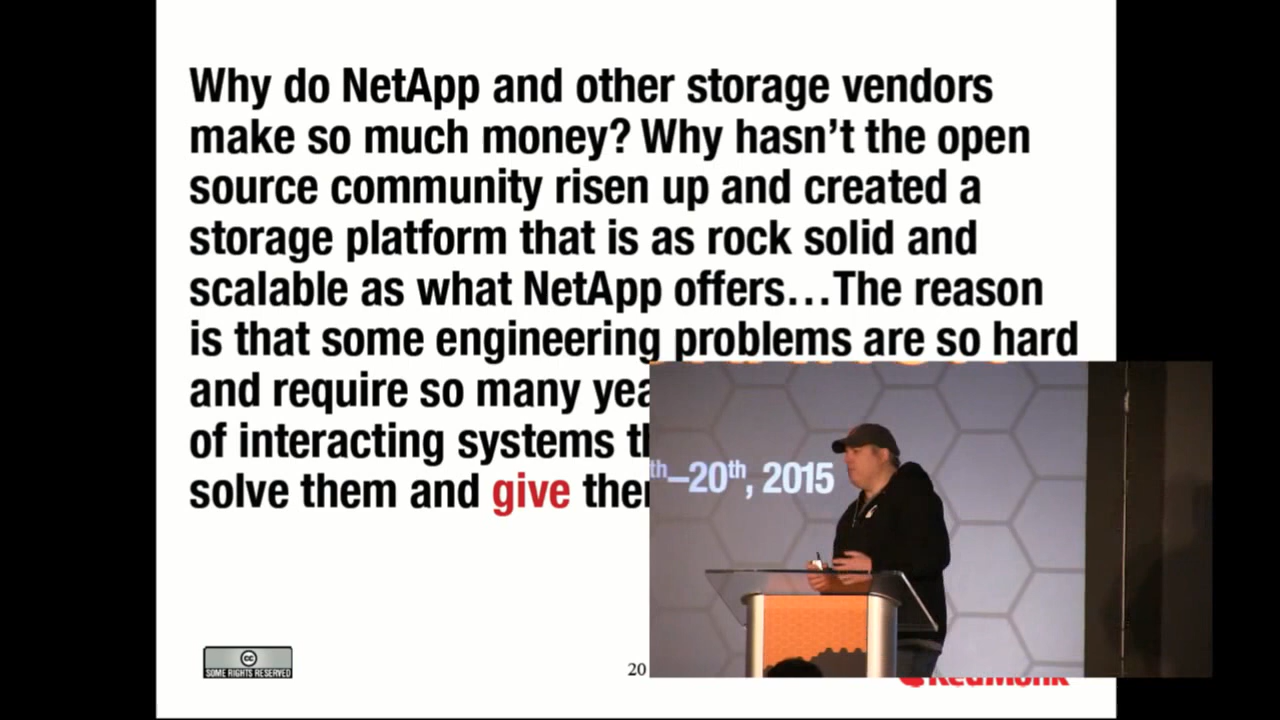 Why do NetApp and other storage vendors
make so much money? Why hasn’t the open
source community risen up and created a
storage platform that is as rock solid and
scalable as what NetApp offers…The reason
is that some engineering problems are so hard
and require so many
of interacting systems
solve them and give
th–20th, 2015
cc
SOME RIGHTS RESERVED
20
RedMonk